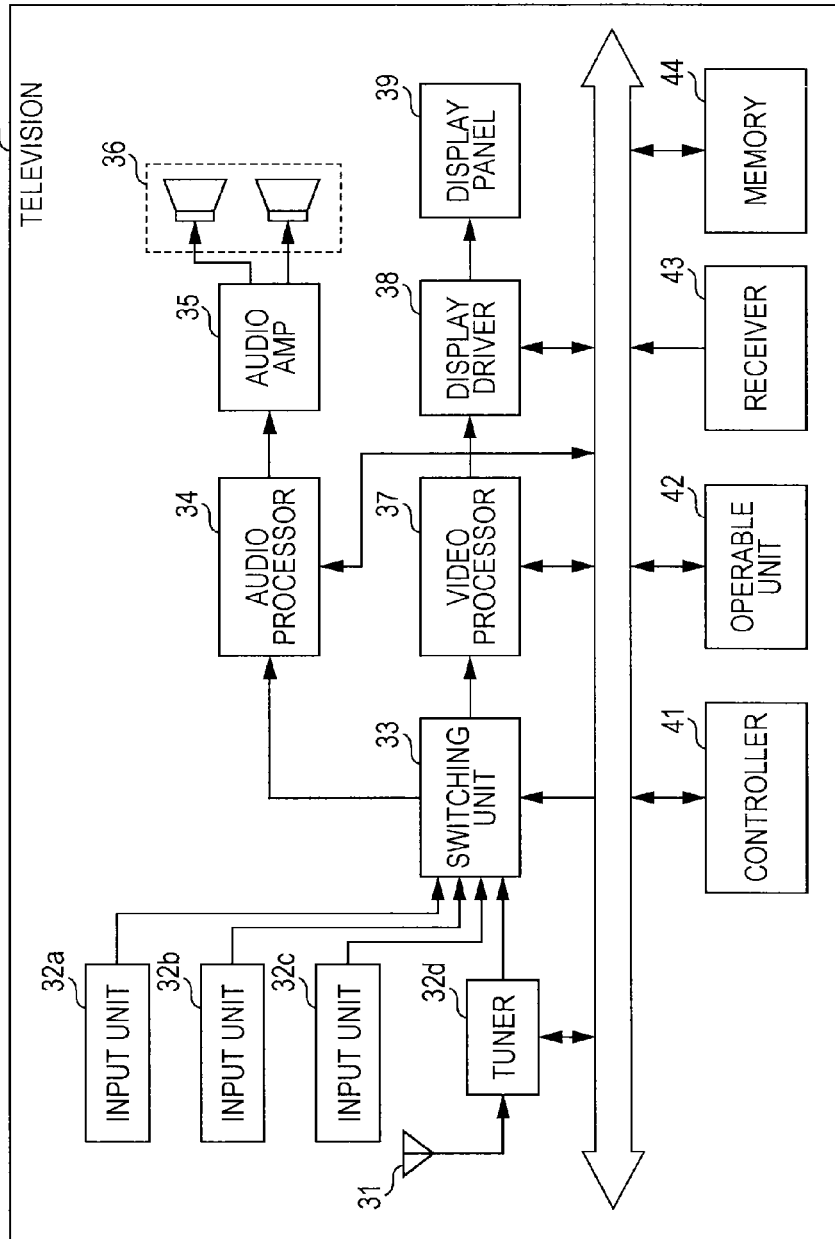 TELEVISION
32a
INPUT UNIT
32b
INPUT UNIT
32c
INPUT UNIT
31
32d
TUNER
33
SWITCHING
UNIT
34
AUDIO
PROCESSOR
35
AUDIO
AMP
36
37
VIDEO
PROCESSOR
38
DISPLAY
DRIVER
39
DISPLAY
PANEL
41
CONTROLLER
42
OPERABLE
UNIT
43
RECEIVER
44
MEMORY